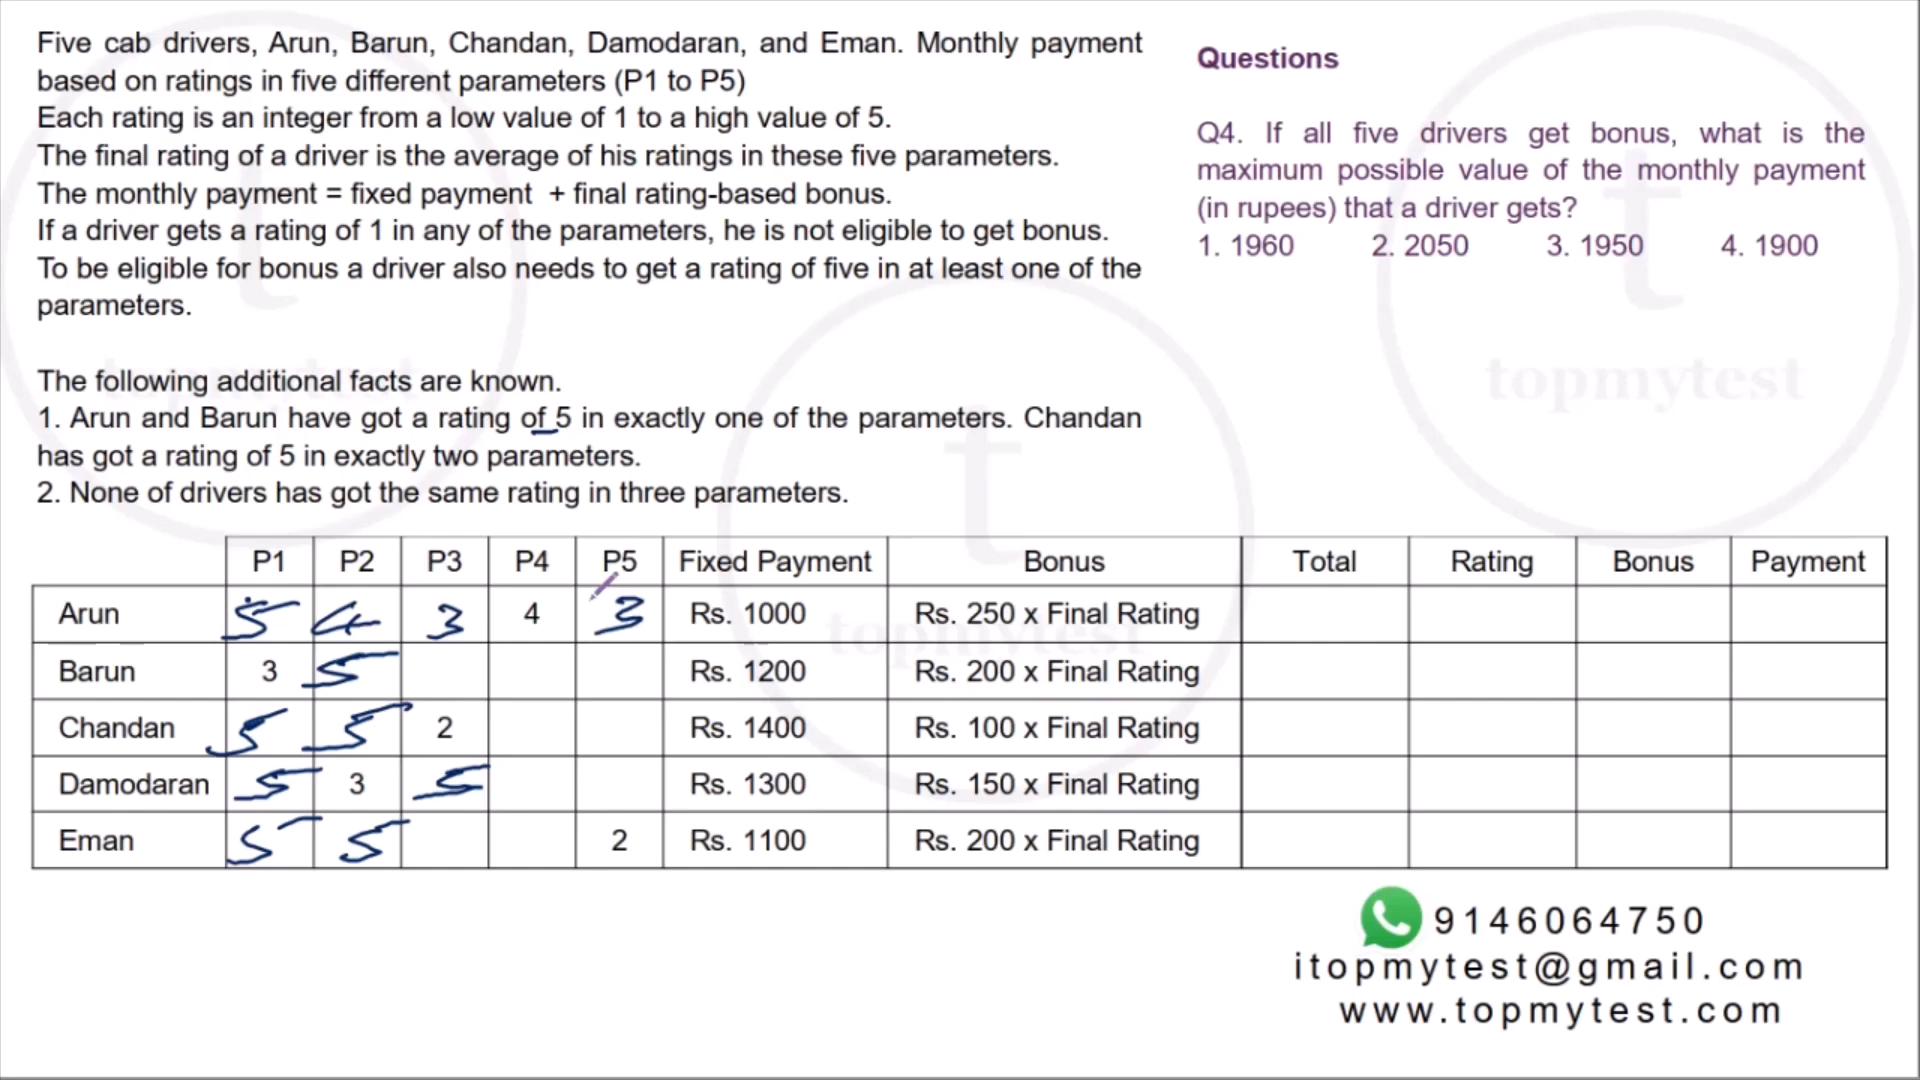 Five cab drivers, Arun, Barun, Chandan, Damodaran, and Eman. Monthly payment
based on ratings in five different parameters (P1 to P5)
Each rating is an integer from a low value of 1 to a high value of 5.
The final rating of a driver is the average of his ratings in these five parameters.
The monthly payment = fixed payment + final rating-based bonus.
If a driver gets a rating of 1 in any of the parameters, he is not eligible to get bonus.
To be eligible for bonus a driver also needs to get a rating of five in at least one of the
parameters.
The following additional facts are known.
1. Arun and Barun have got a rating of 5 in exactly one of the parameters. Chandan
has got a rating of 5 in exactly two parameters.
2. None of drivers has got the same rating in three parameters.
Questions
Q4. If all five drivers get bonus, what is the
maximum possible value of the monthly payment
(in rupees) that a driver gets?
1. 1960 2. 2050 3. 1950 4. 1900
P1 P2 P3 P4 P5 Fixed Payment Bonus Total Rating Bonus Payment
Arun 5 4 3 4 3 Rs. 1000 Rs. 250 x Final Rating
Barun 3 5 Rs. 1200 Rs. 200 x Final Rating
Chandan 5 5 2 Rs. 1400 Rs. 100 x Final Rating
Damodaran 5 3 5 Rs. 1300 Rs. 150 x Final Rating
Eman 5 5 2 Rs. 1100 Rs. 200 x Final Rating
9146064750
itopmytest@gmail.com
www.topmytest.com
t
topmytest
t
topmytest
t
topmytest